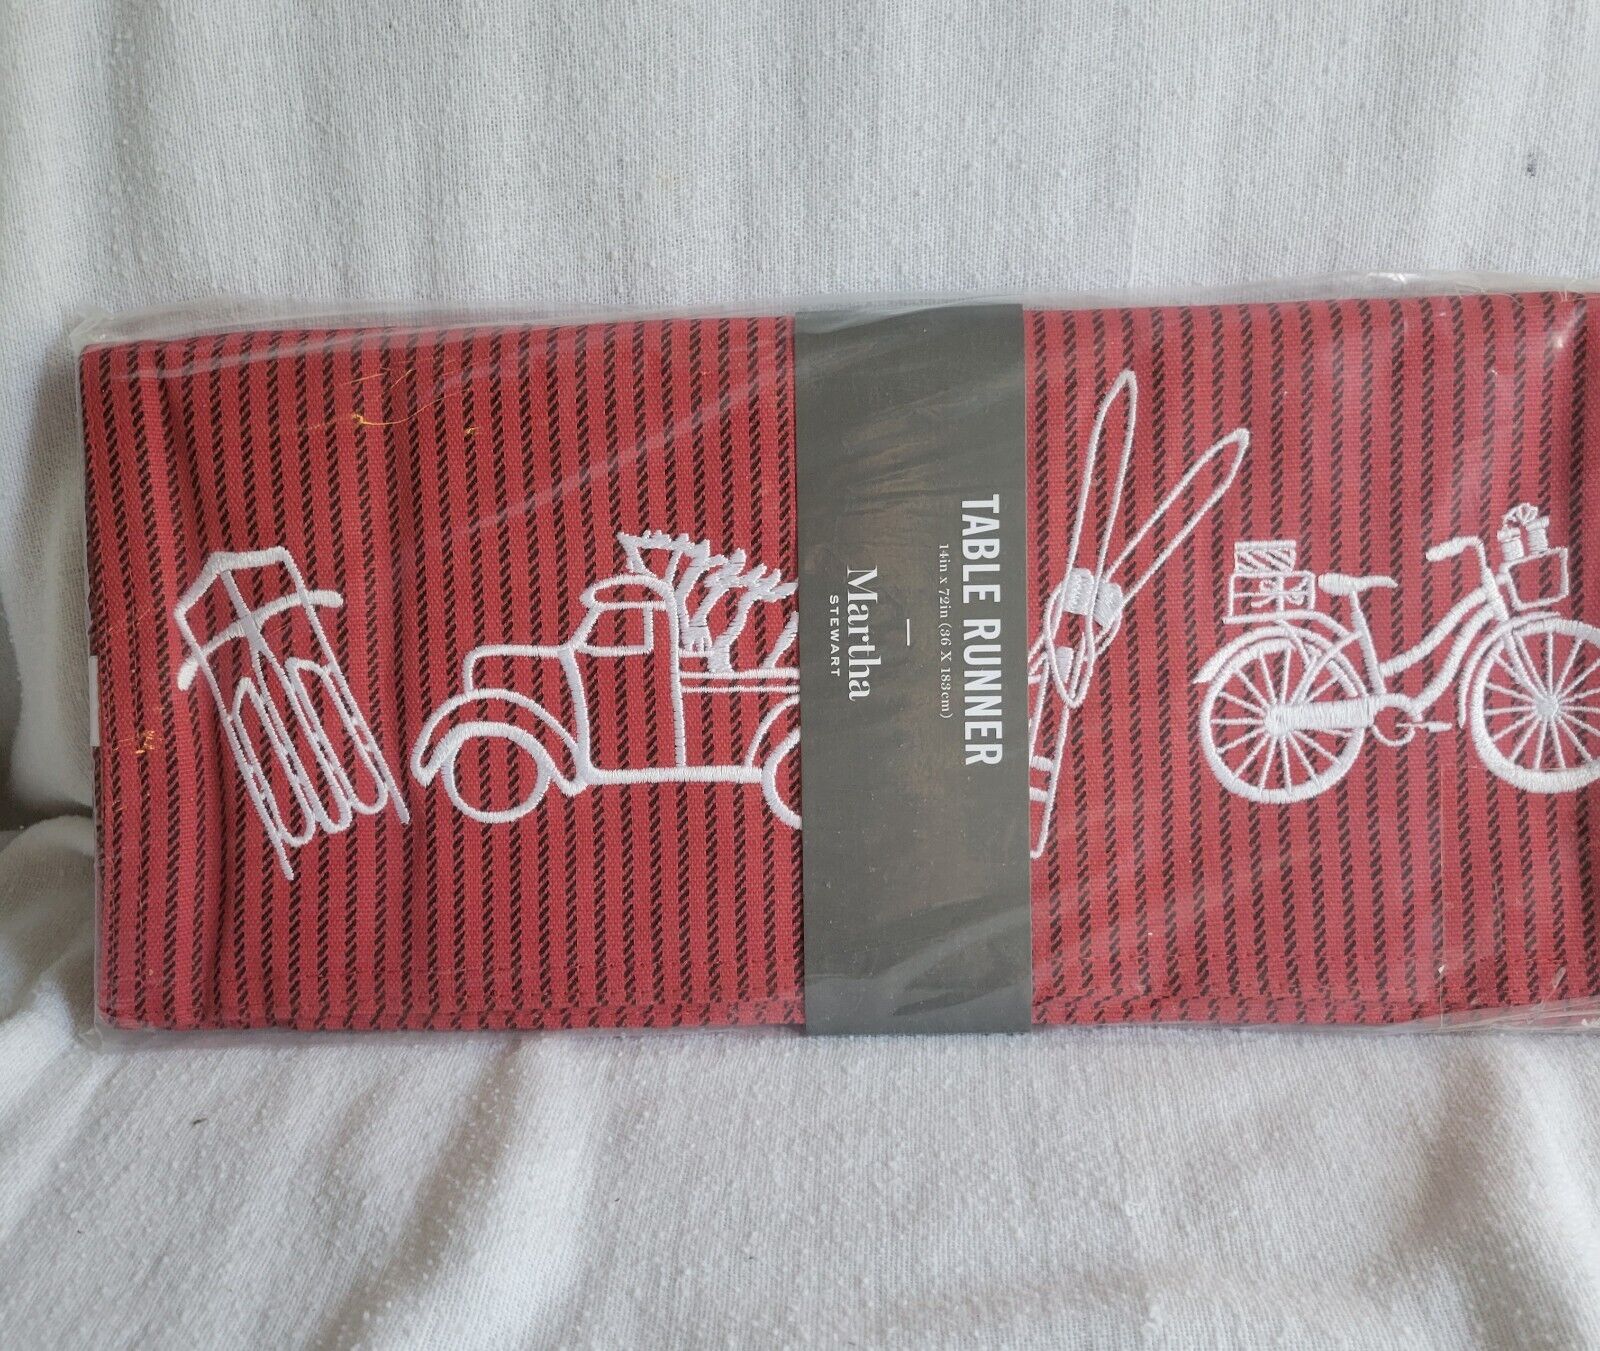 TABLE RUNNER
14in x 72in (36 X 183cm)
Martha
STEWART